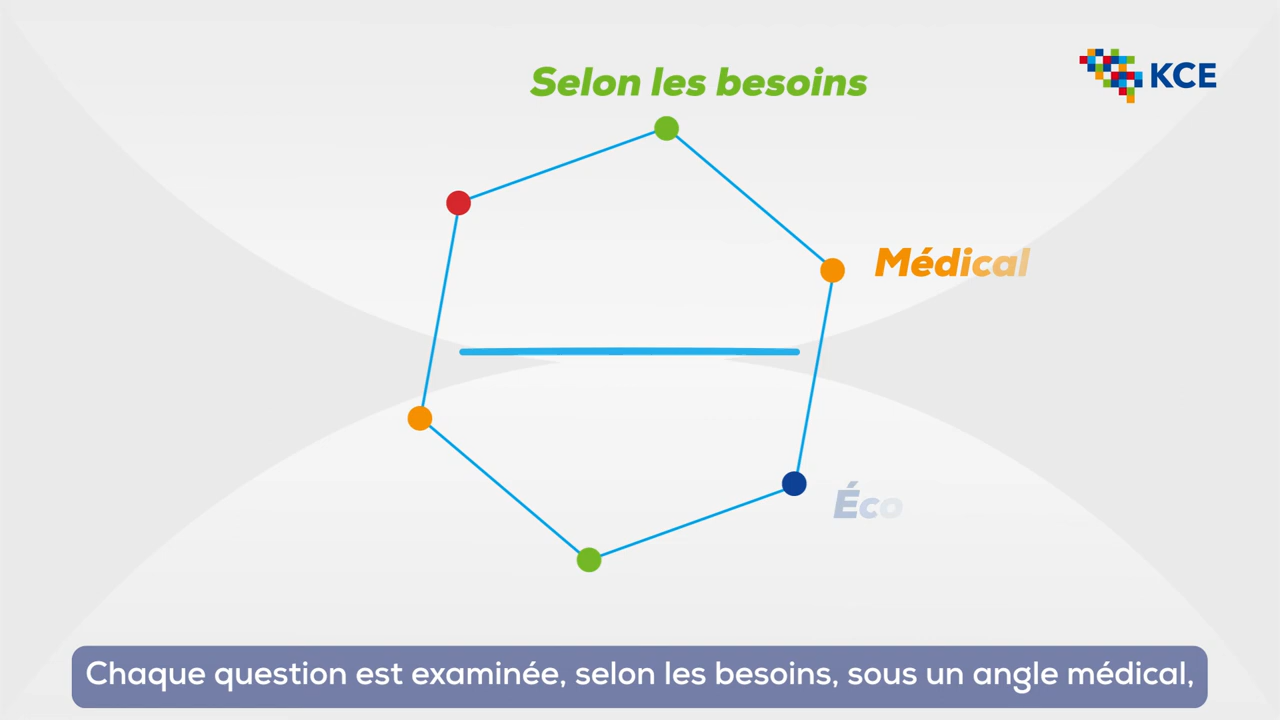 Selon les besoins
KCE
Médical
Éco
Chaque question est examinée, selon les besoins, sous un angle médical,